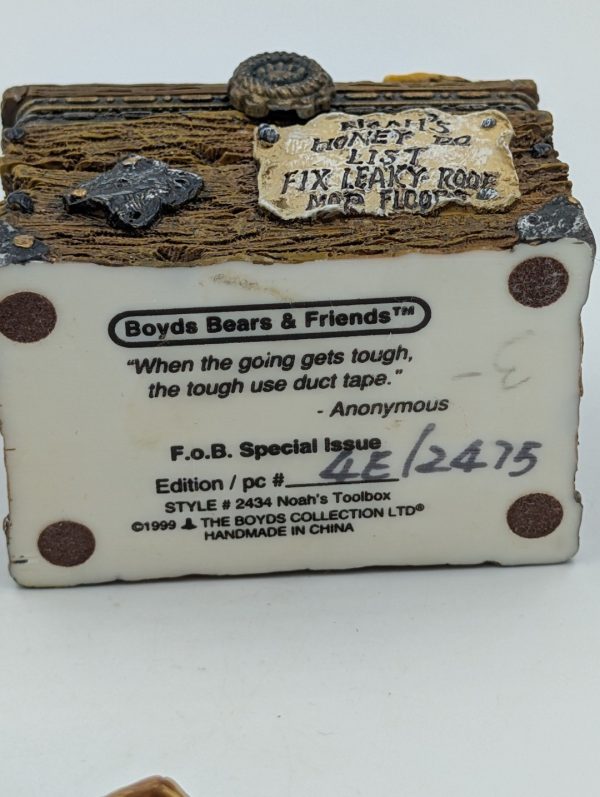 NOAH'S
HONEY DO
LIST
FIX LEAKY ROOF
MOP FLOORS
Boyds Bears & Friends™
"When the going gets tough,
the tough use duct tape."
- Anonymous
F.o.B. Special Issue
Edition / pc # 4E/2475
STYLE # 2434 Noah's Toolbox
©1999 THE BOYDS COLLECTION LTD®
HANDMADE IN CHINA